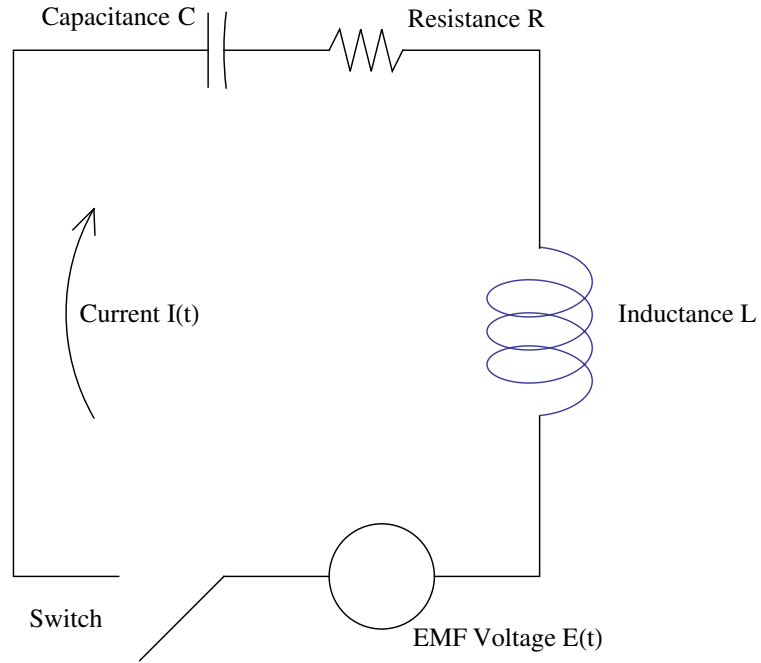 Capacitance C
Resistance R
Current I(t)
Inductance L
Switch
EMF Voltage E(t)